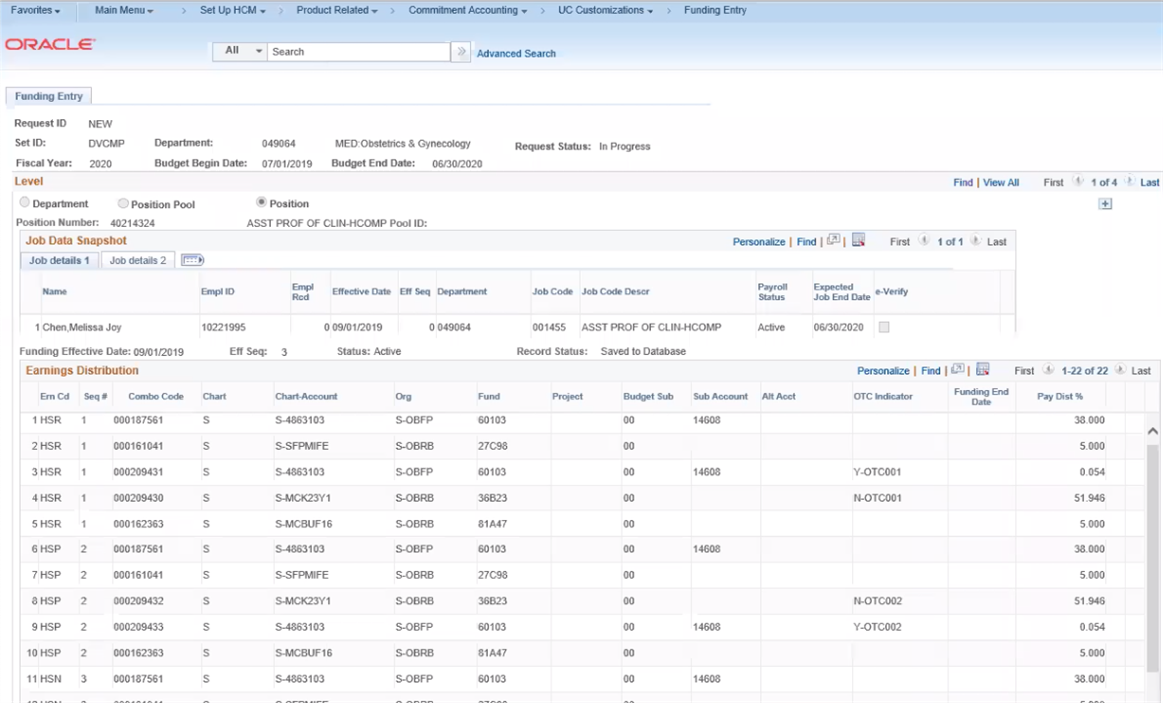 Favorites Main Menu > Set Up HCM > Product Related > Commitment Accounting > UC Customizations > Funding Entry
ORACLE
All Search » Advanced Search
Funding Entry
Request ID NEW
Set ID: DVCMP Department: 049064 MED:Obstetrics & Gynecology Request Status: In Progress
Fiscal Year: 2020 Budget Begin Date: 07/01/2019 Budget End Date: 06/30/2020
Level Find | View All First 1 of 4 Last
Department Position Pool Position +
Position Number: 40214324 ASST PROF OF CLIN-HCOMP Pool ID:
Job Data Snapshot Personalize | Find | | First 1 of 1 Last
Job details 1 Job details 2
Name Empl ID Empl Rcd Effective Date Eff Seq Department Job Code Job Code Descr Payroll Status Expected Job End Date e-Verify
1 Chen,Melissa Joy 10221995 0 09/01/2019 0 049064 001455 ASST PROF OF CLIN-HCOMP Active 06/30/2020
Funding Effective Date: 09/01/2019 Eff Seq: 3 Status: Active Record Status: Saved to Database
Earnings Distribution Personalize | Find | | First 1-22 of 22 Last
Ern Cd Seq # Combo Code Chart Chart-Account Org Fund Project Budget Sub Sub Account Alt Acct OTC Indicator Funding End Date Pay Dist %
1 HSR 1 000187561 S S-4863103 S-OBFP 60103 00 14608 38.000
2 HSR 1 000161041 S S-SFPMIFE S-OBRB 27C98 00 5.000
3 HSR 1 000209431 S S-4863103 S-OBFP 60103 00 14608 Y-OTC001 0.054
4 HSR 1 000209430 S S-MCK23Y1 S-OBRB 36B23 00 N-OTC001 51.946
5 HSR 1 000162363 S S-MCBUF16 S-OBRB 81A47 00 5.000
6 HSP 2 000187561 S S-4863103 S-OBFP 60103 00 14608 38.000
7 HSP 2 000161041 S S-SFPMIFE S-OBRB 27C98 00 5.000
8 HSP 2 000209432 S S-MCK23Y1 S-OBRB 36B23 00 N-OTC002 51.946
9 HSP 2 000209433 S S-4863103 S-OBFP 60103 00 14608 Y-OTC002 0.054
10 HSP 2 000162363 S S-MCBUF16 S-OBRB 81A47 00 5.000
11 HSN 3 000187561 S S-4863103 S-OBFP 60103 00 14608 38.000